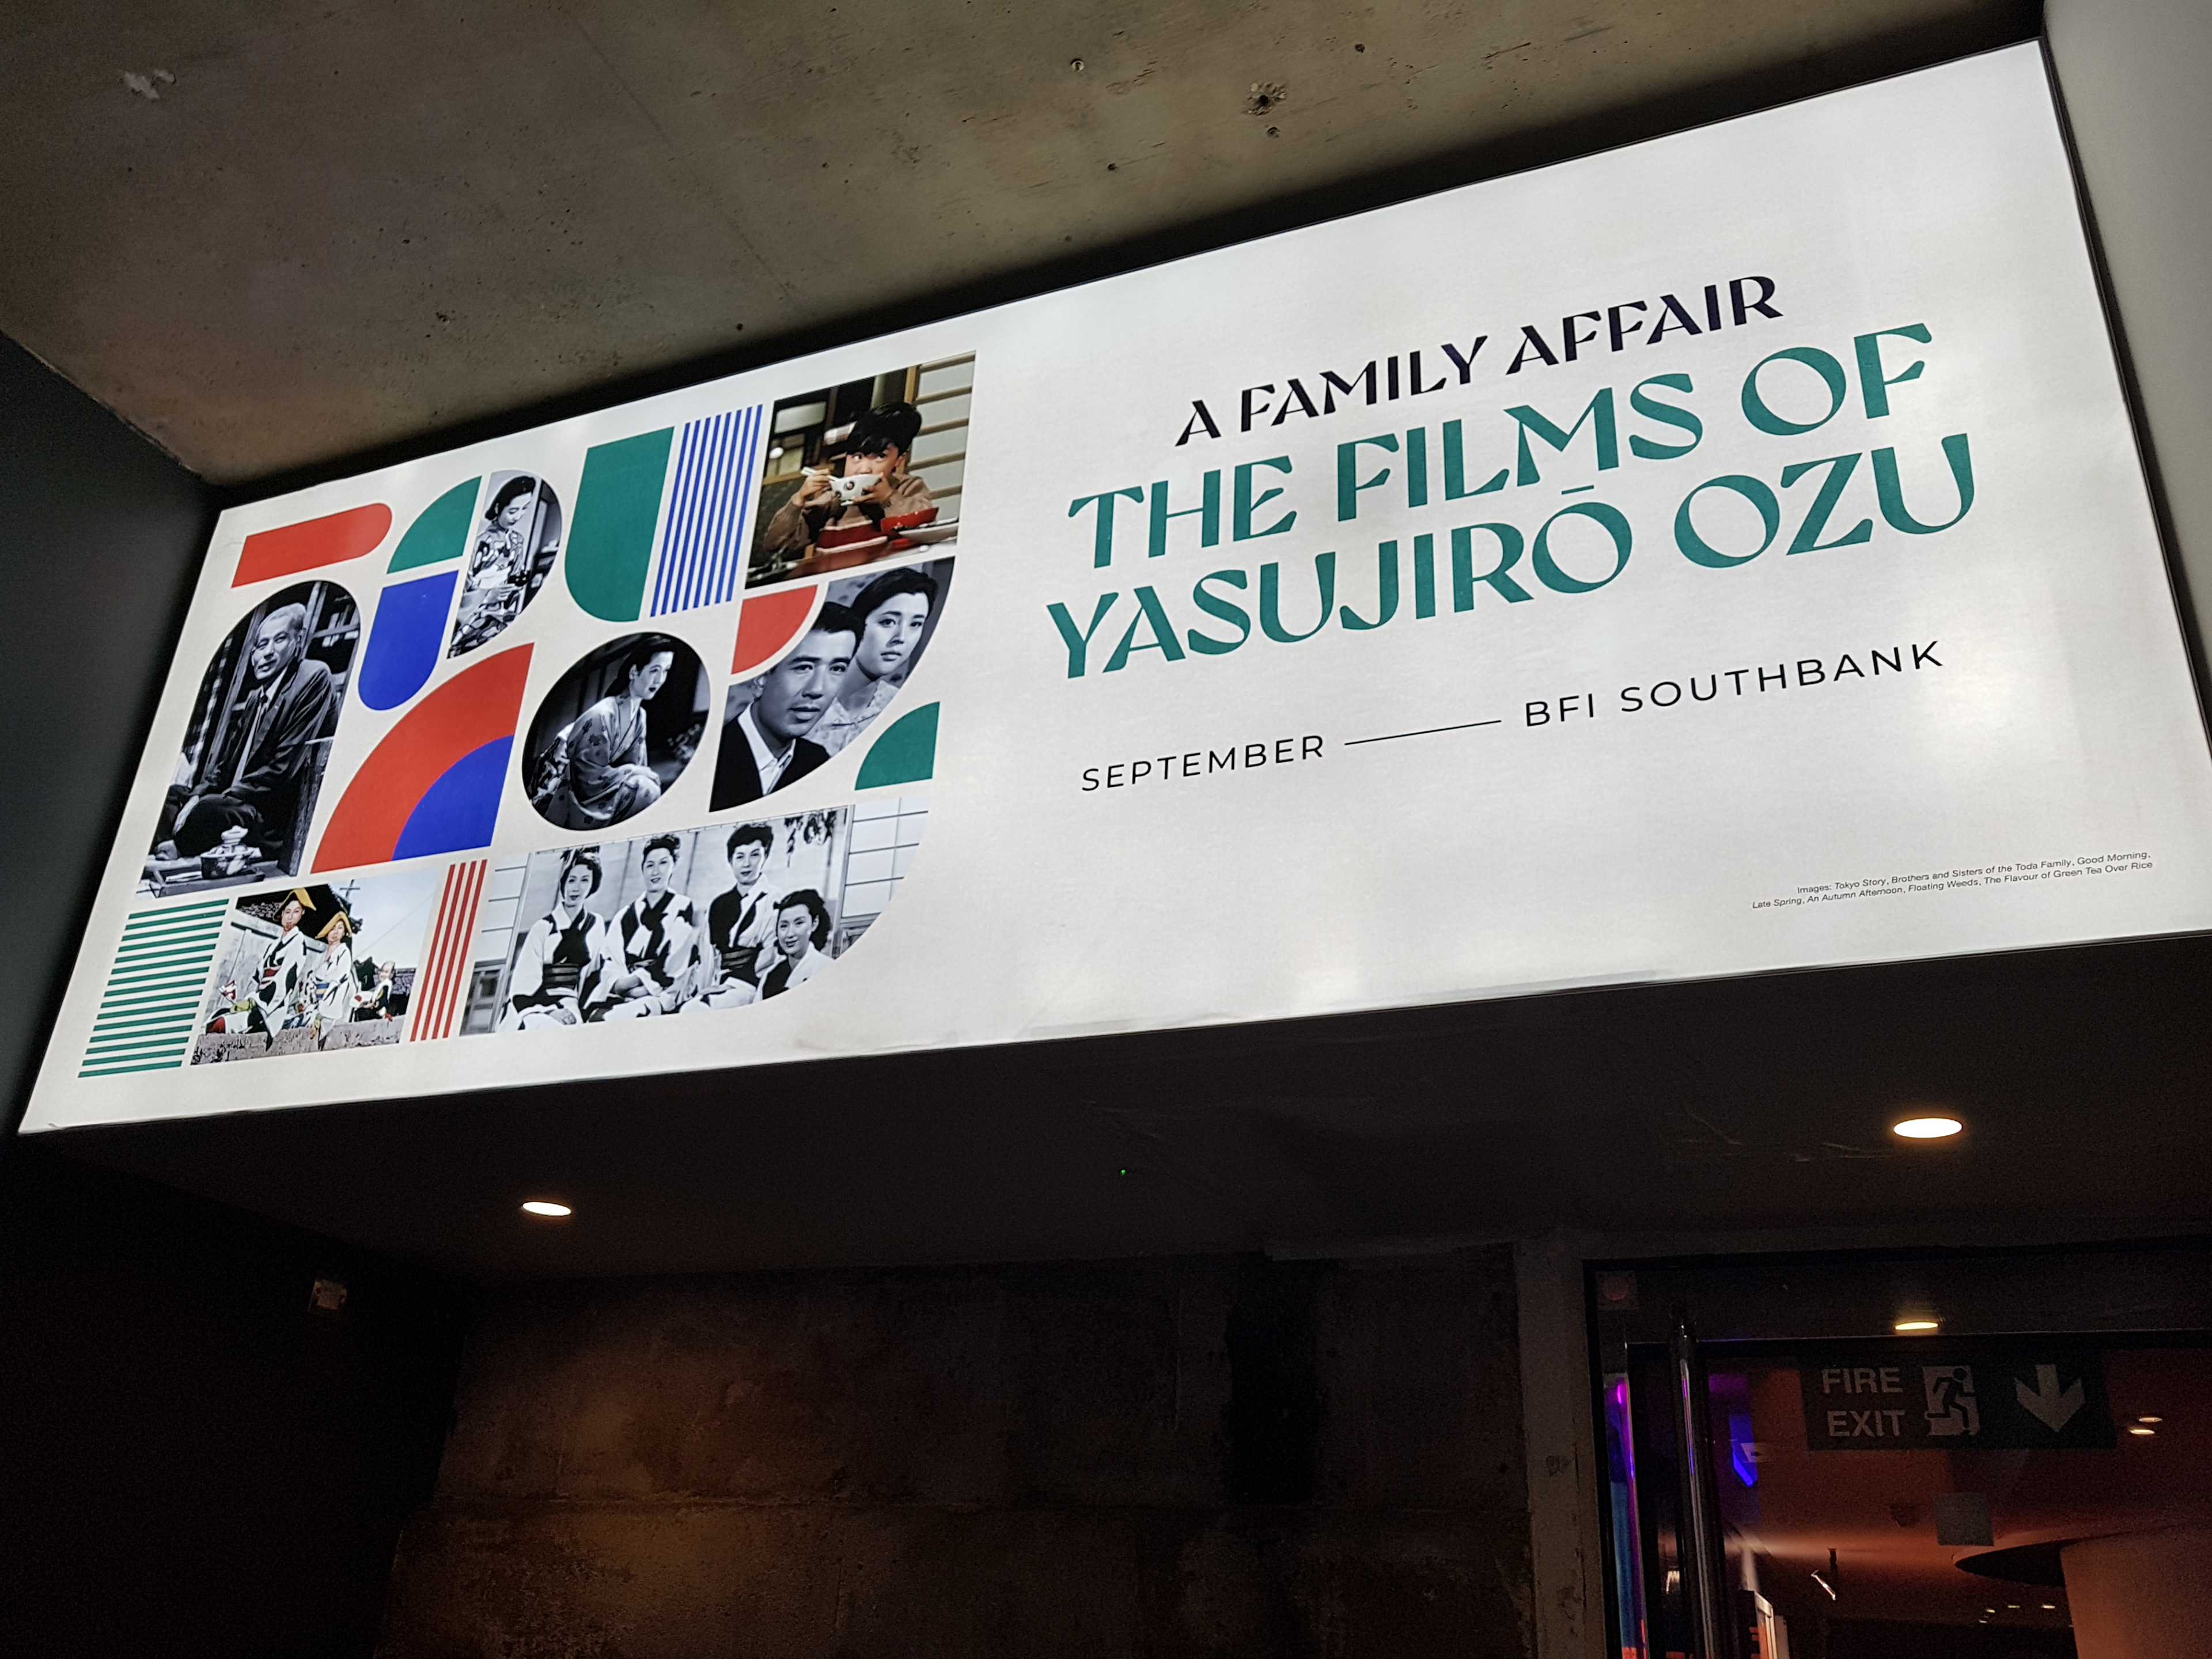 A FAMILY AFFAIR
THE FILMS OF
YASUJIRŌ OZU
SEPTEMBER — BFI SOUTHBANK
Images: Tokyo Story, Brothers and Sisters of the Toda Family, Good Morning,
Late Spring, An Autumn Afternoon, Floating Weeds, The Flavour of Green Tea Over Rice
FIRE
EXIT